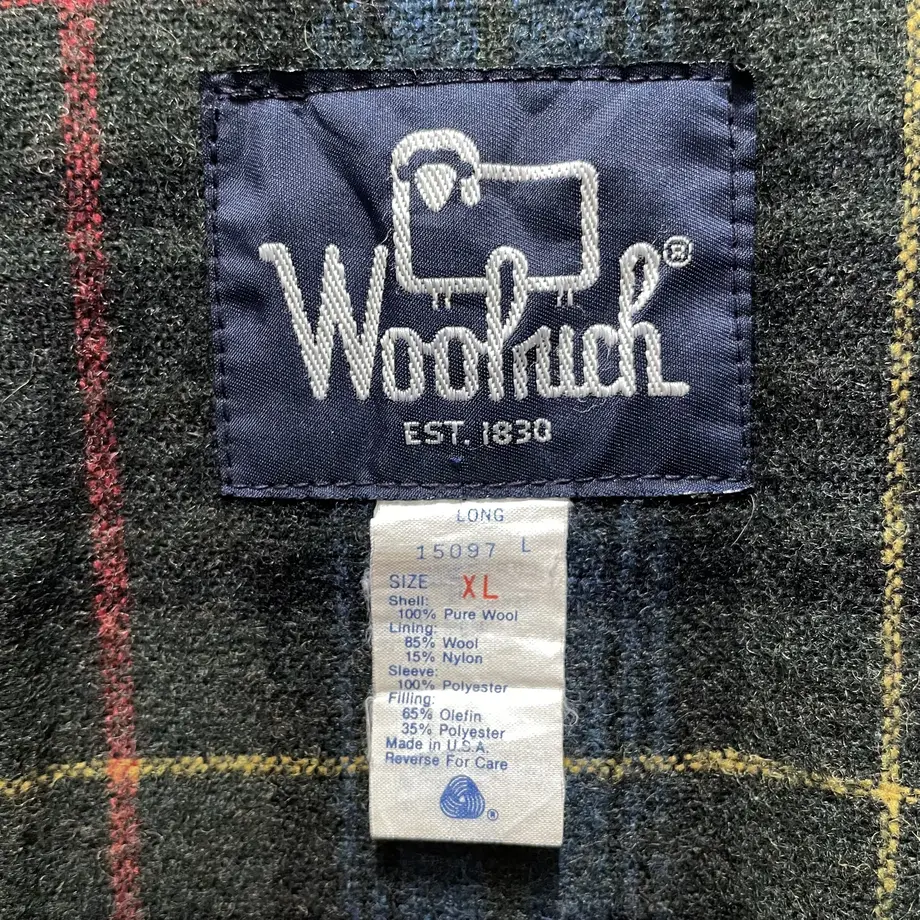 Woolrich®
EST. 1830
LONG
15097 L
SIZE XL
Shell:
100% Pure Wool
Lining:
85% Wool
15% Nylon
Sleeve:
100% Polyester
Filling:
65% Olefin
35% Polyester
Made in U.S.A.
Reverse For Care
®